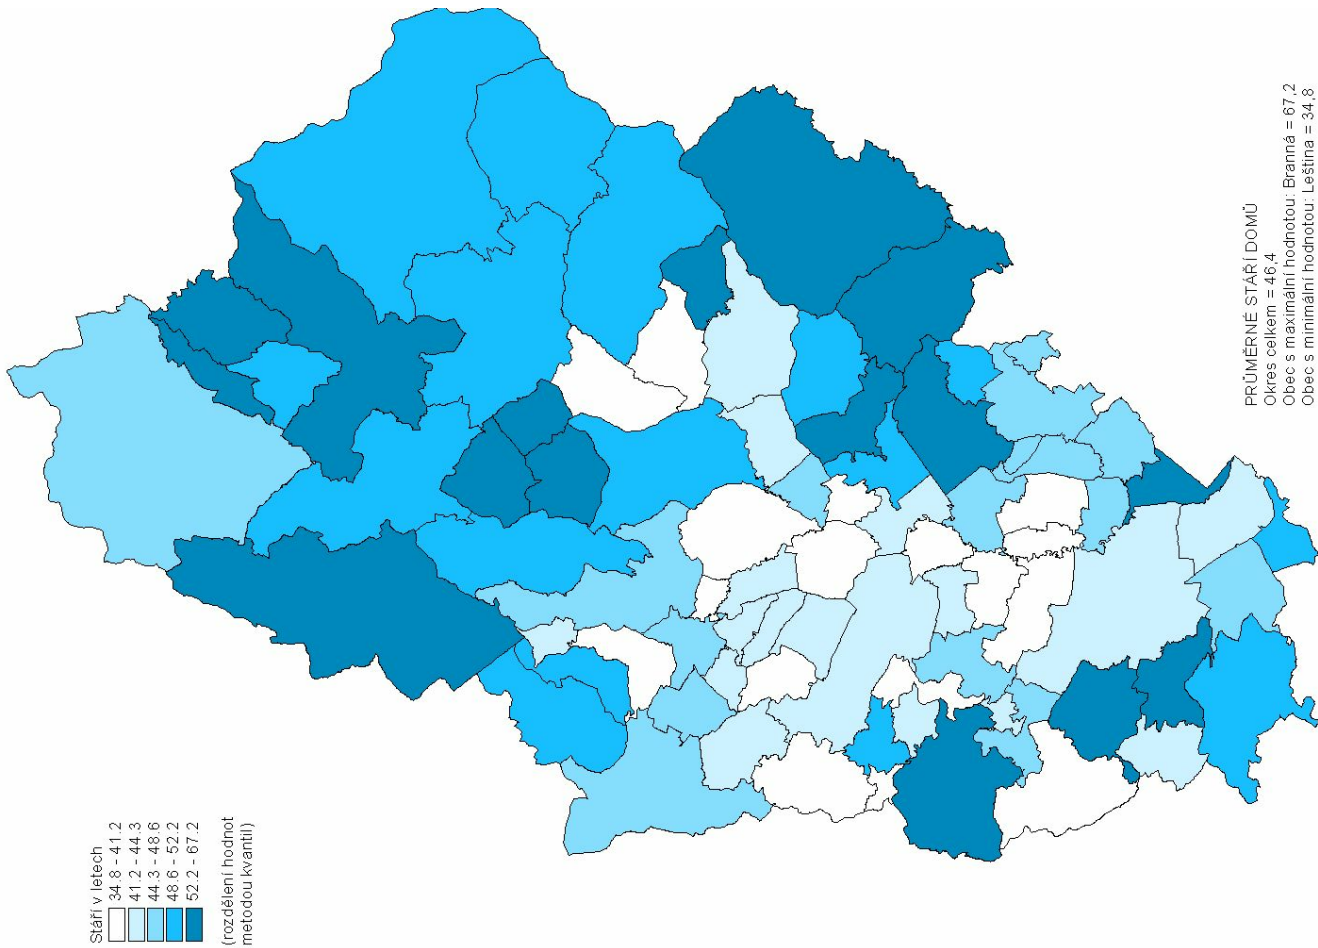 Stáří v letech
34.8 - 41.2
41.2 - 44.3
44.3 - 48.6
48.6 - 52.2
52.2 - 67.2
(rozdělení hodnot
metodou kvantil)
PRŮMĚRNÉ STÁŘÍ DOMŮ
Okres celkem = 46,4
Obec s maximální hodnotou: Branná = 67,2
Obec s minimální hodnotou: Leština = 34,8